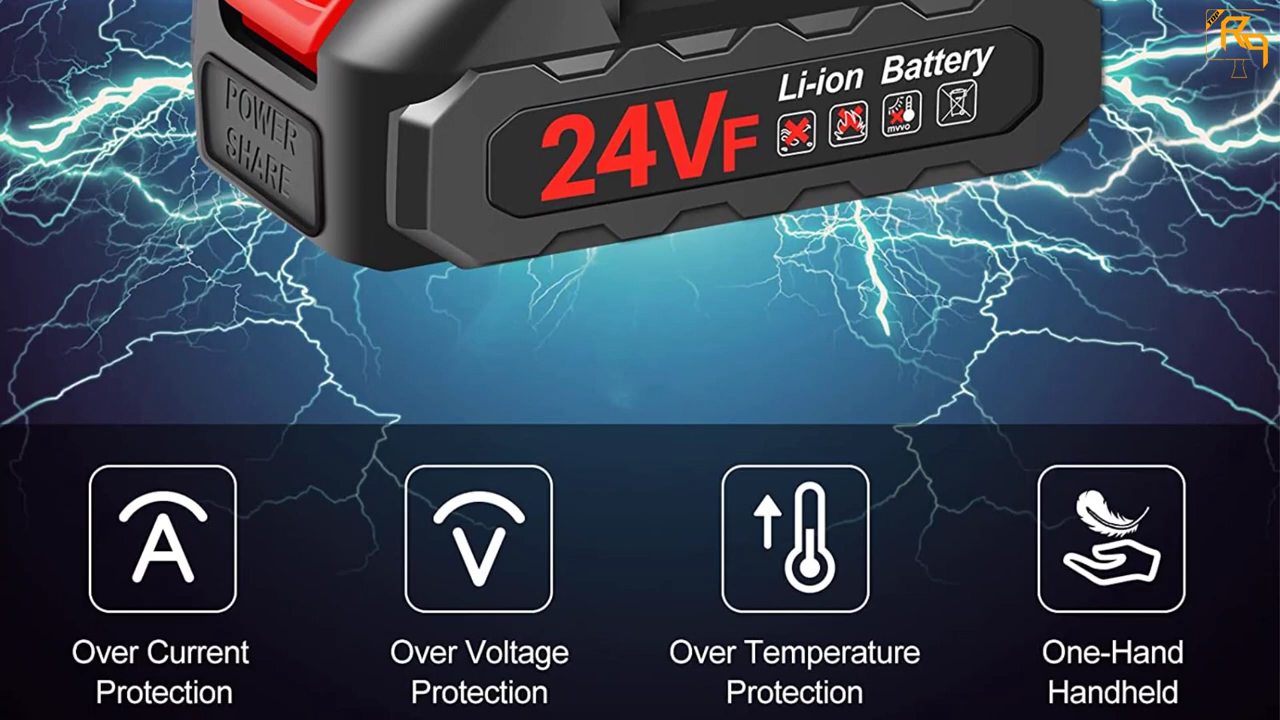 POWER
SHARE
24VF
Li-ion Battery
Over Current
Protection
Over Voltage
Protection
Over Temperature
Protection
One-Hand
Handheld
A
V